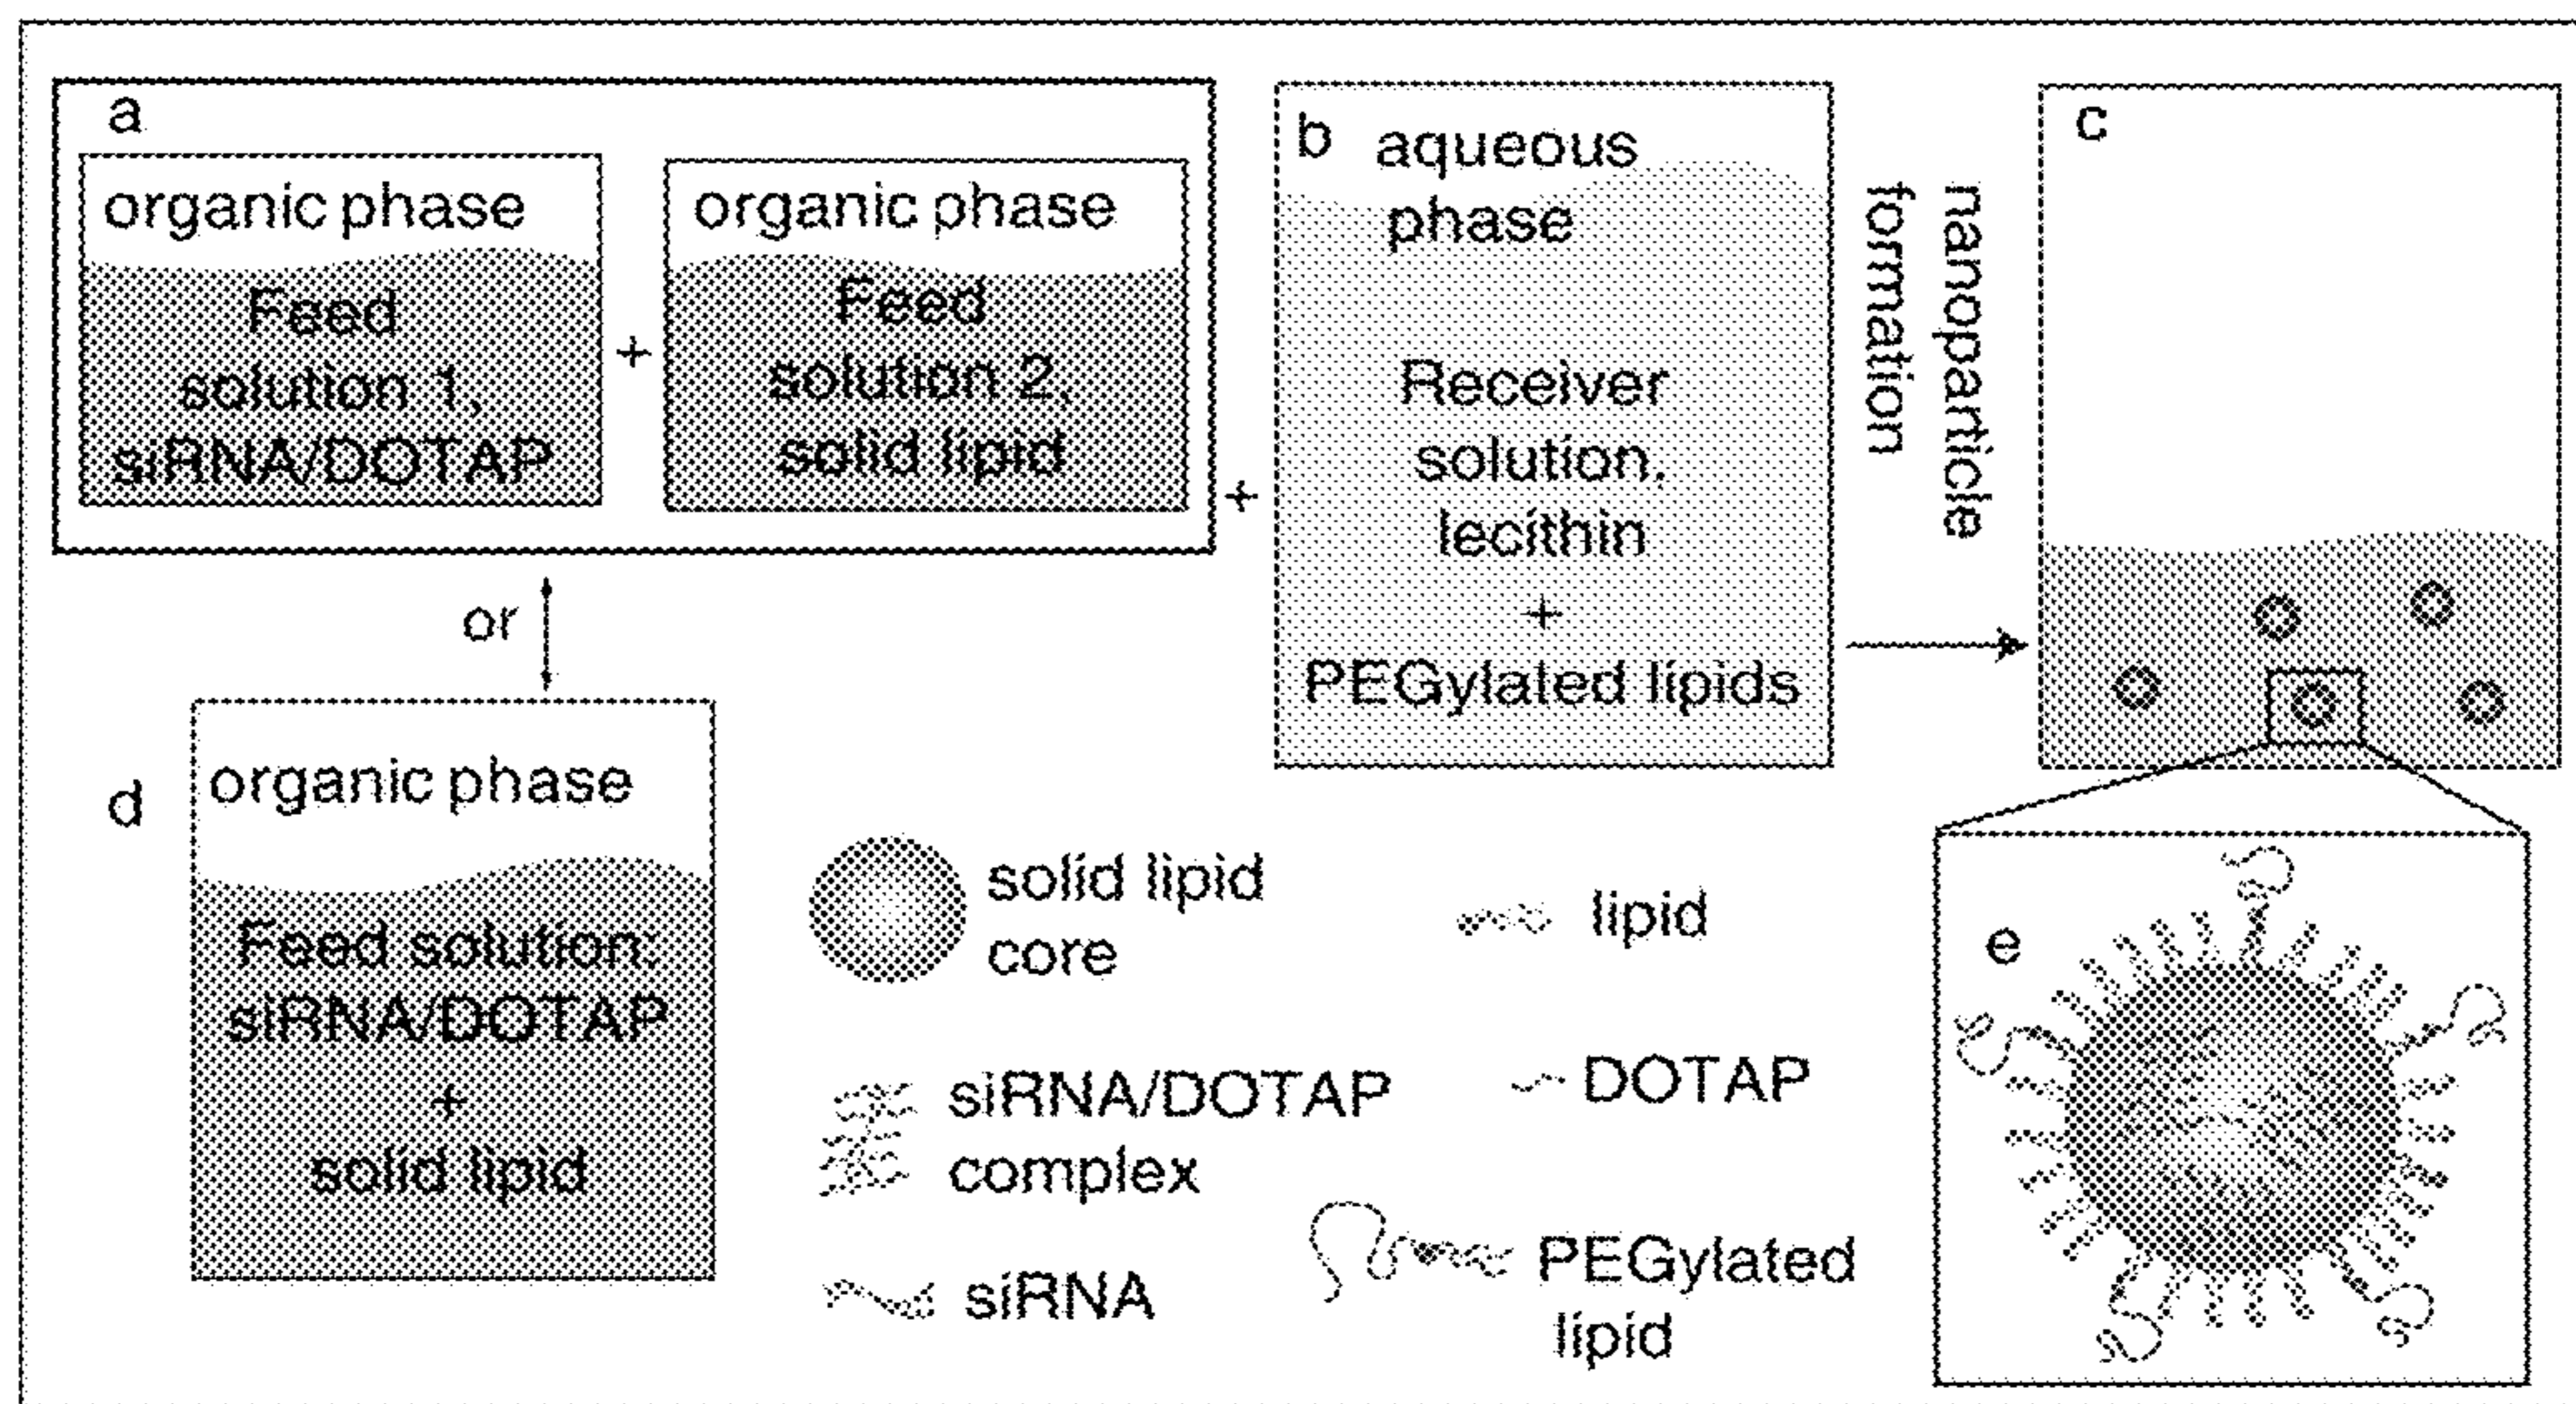 a
organic phase
Feed
solution 1,
siRNA/DOTAP
+
organic phase
Feed
solution 2,
solid lipid
+
b
aqueous
phase
Receiver
solution,
lecithin
+
PEGylated lipids
nanoparticle
formation
c
or
d
organic phase
Feed solution:
siRNA/DOTAP
+
solid lipid
solid lipid
core
siRNA/DOTAP
complex
siRNA
lipid
DOTAP
PEGylated
lipid
e